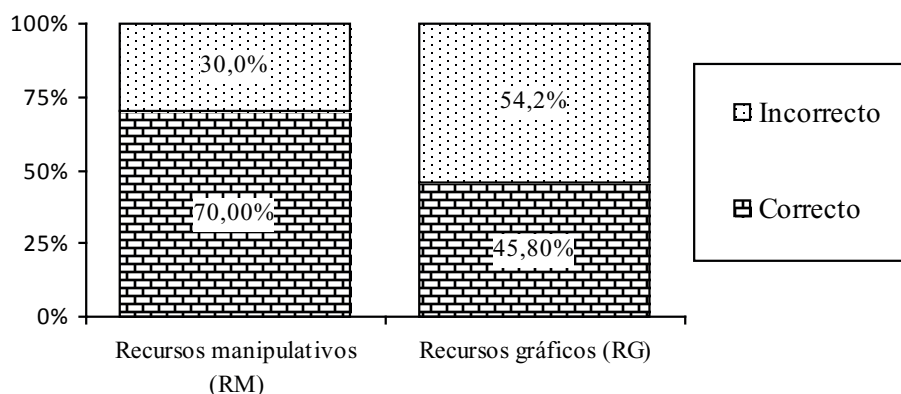 100%
75%
50%
25%
0%
30,0%
70,00%
54,2%
45,80%
Recursos manipulativos
(RM)
Recursos gráficos (RG)
Incorrecto
Correcto